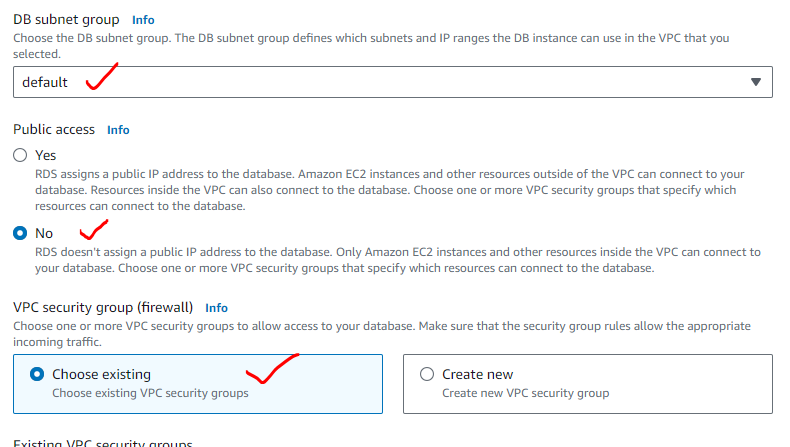 DB subnet group Info
Choose the DB subnet group. The DB subnet group defines which subnets and IP ranges the DB instance can use in the VPC that you
selected.
default
Public access Info
Yes
RDS assigns a public IP address to the database. Amazon EC2 instances and other resources outside of the VPC can connect to your
database. Resources inside the VPC can also connect to the database. Choose one or more VPC security groups that specify which
resources can connect to the database.
No
RDS doesn't assign a public IP address to the database. Only Amazon EC2 instances and other resources inside the VPC can connect to
your database. Choose one or more VPC security groups that specify which resources can connect to the database.
VPC security group (firewall) Info
Choose one or more VPC security groups to allow access to your database. Make sure that the security group rules allow the appropriate
incoming traffic.
Choose existing
Choose existing VPC security groups
Create new
Create new VPC security group
Existing VPC security groups